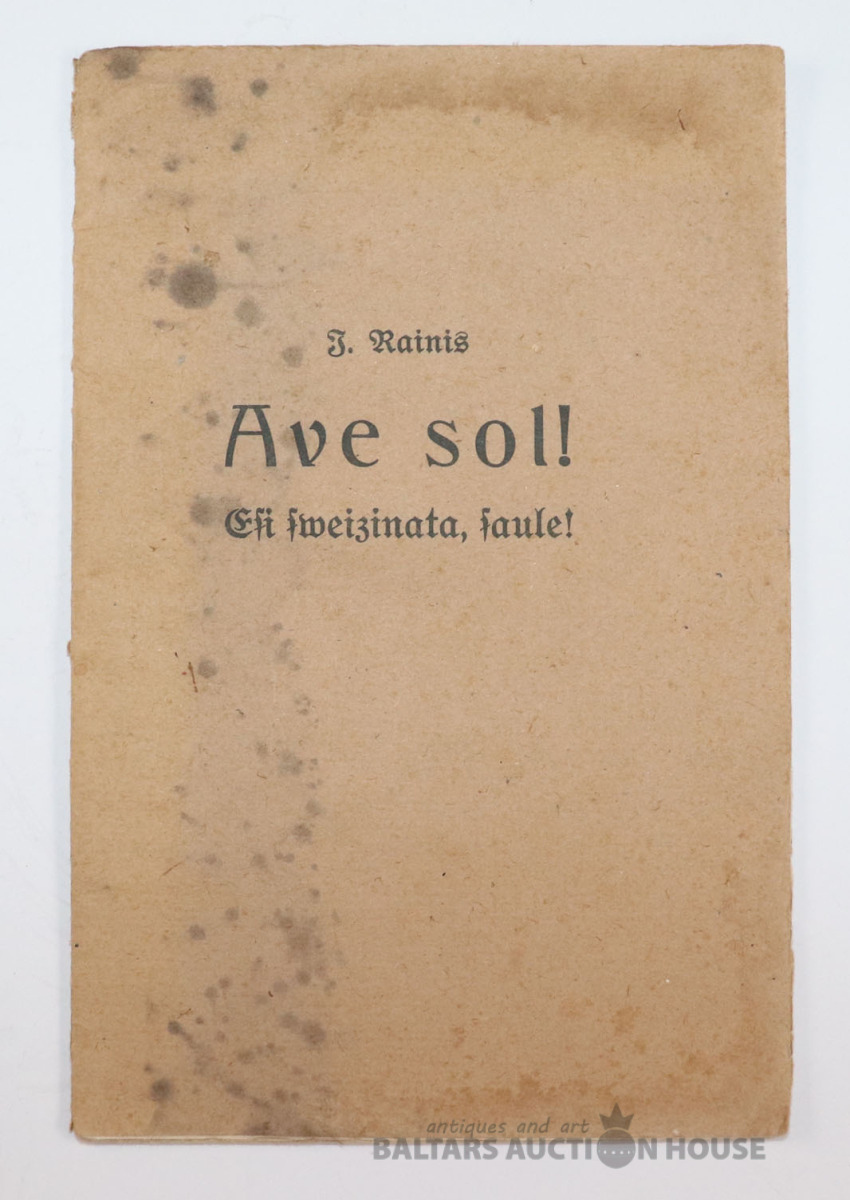 J. Rainis
Ave sol!
Eſi ſweizinata, ſaule!
antiques and art
BALTARS AUCTION HOUSE